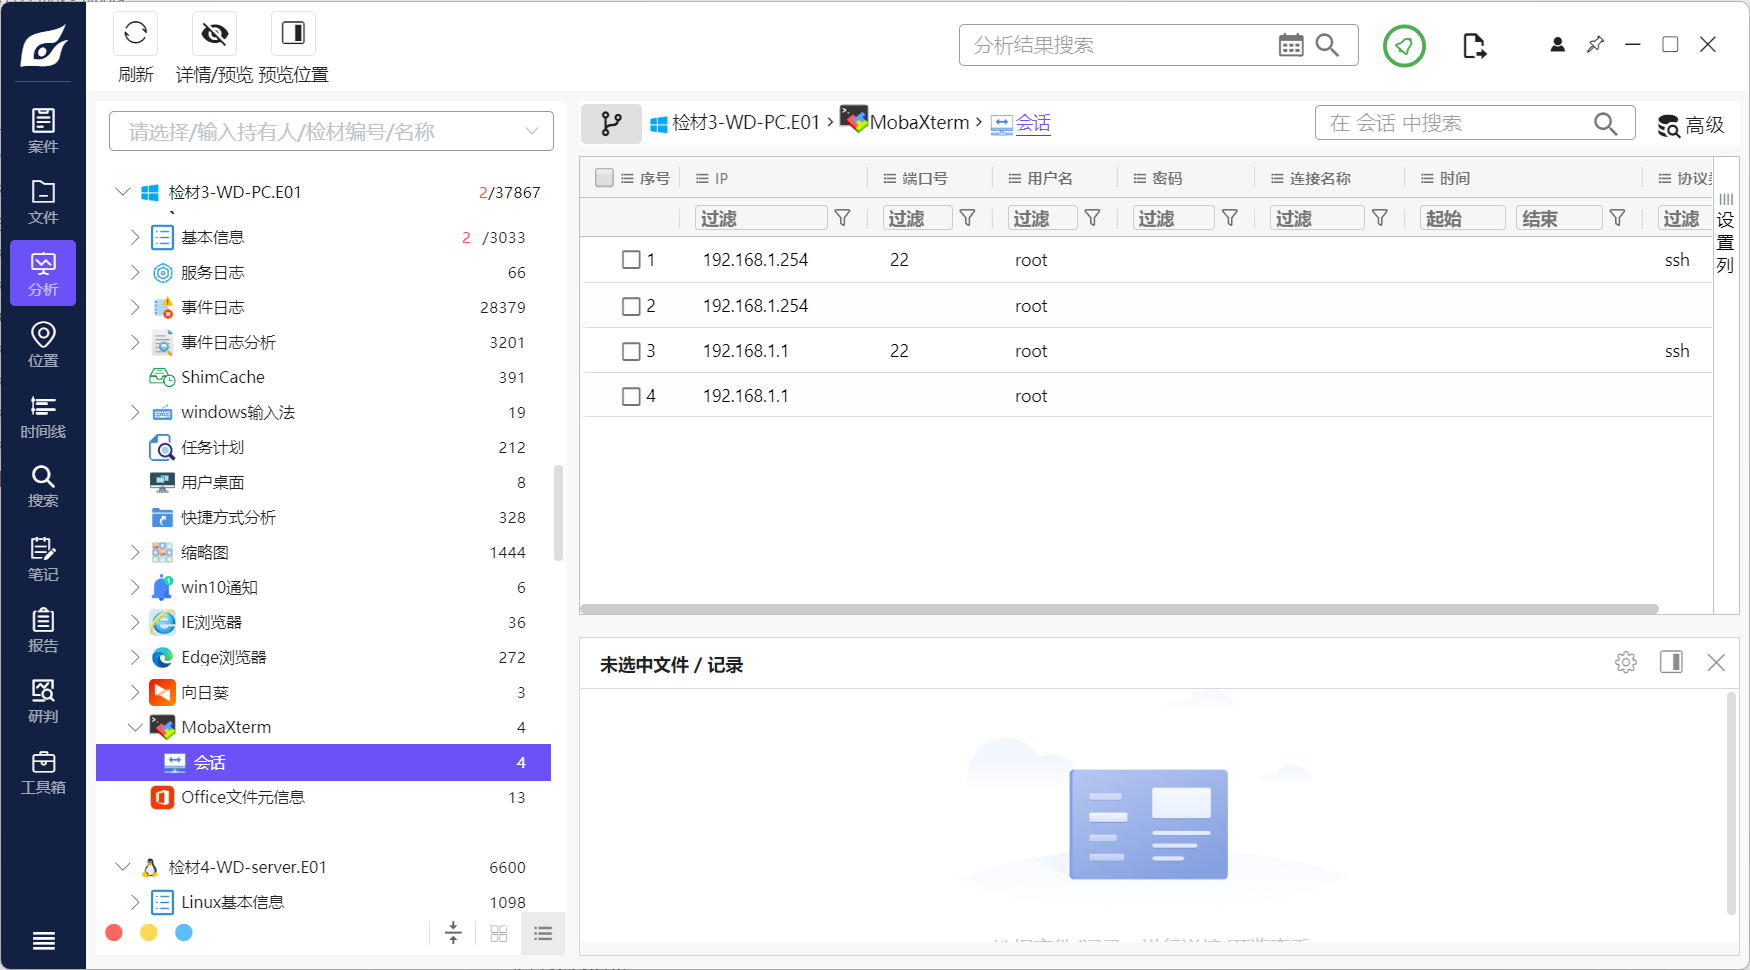 刷新
详情/预览
预览位置
分析结果搜索
案件
文件
分析
位置
时间线
搜索
笔记
报告
研判
工具箱
请选择/输入持有人/检材编号/名称
检材3-WD-PC.E01 2/37867
基本信息 2 /3033
服务日志 66
事件日志 28379
事件日志分析 3201
ShimCache 391
windows输入法 19
任务计划 212
用户桌面 8
快捷方式分析 328
缩略图 1444
win10通知 6
IE浏览器 36
Edge浏览器 272
向日葵 3
MobaXterm 4
会话 4
Office文件元信息 13
检材4-WD-server.E01 6600
Linux基本信息 1098
检材3-WD-PC.E01 › MobaXterm › 会话
在 会话 中搜索
高级
序号 IP 端口号 用户名 密码 连接名称 时间 协议
过滤 过滤 过滤 过滤 过滤 起始 结束 过滤
1 192.168.1.254 22 root ssh
2 192.168.1.254 root
3 192.168.1.1 22 root ssh
4 192.168.1.1 root
设置列
未选中文件 / 记录